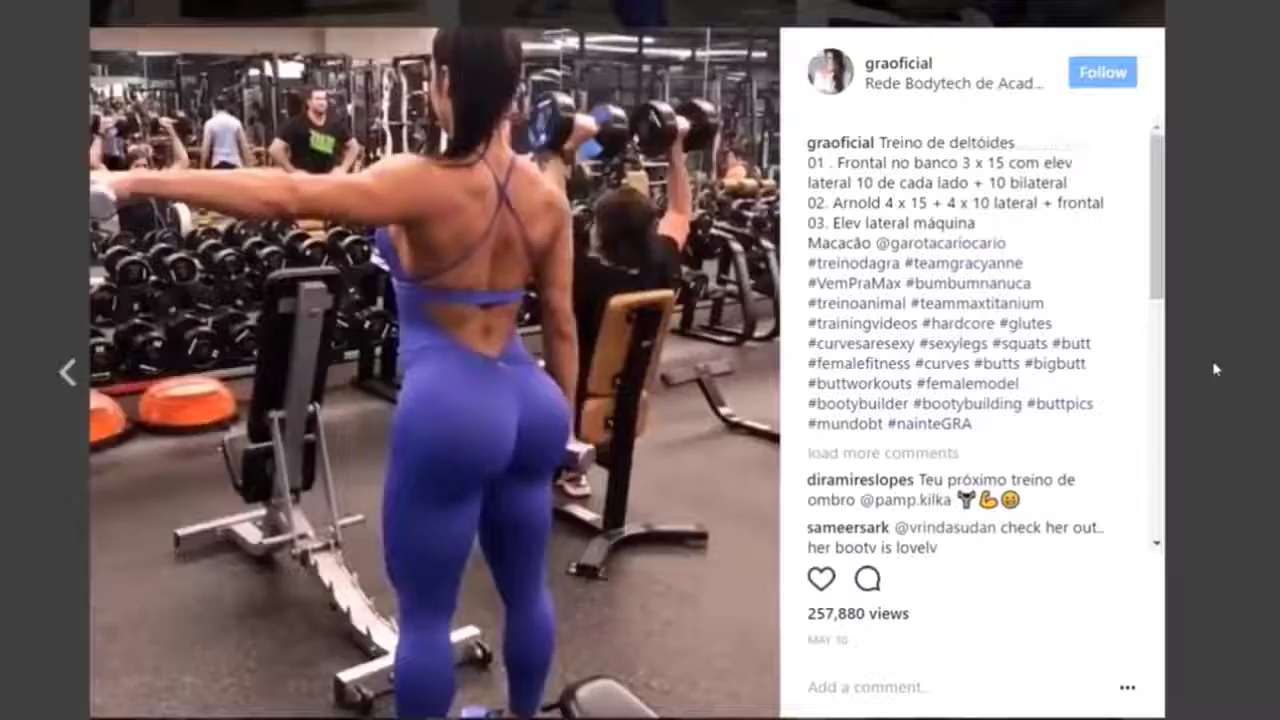 graoficial
Rede Bodytech de Acad...
Follow
graoficial Treino de deltóides
01 . Frontal no banco 3 x 15 com elev
lateral 10 de cada lado + 10 bilateral
02. Arnold 4 x 15 + 4 x 10 lateral + frontal
03. Elev lateral máquina
Macacão @garotacariocario
#treinodagra #teamgracyanne
#VemPraMax #bumbumnanuca
#treinoanimal #teammaxtitanium
#trainingvideos #hardcore #glutes
#curvesaresexy #sexylegs #squats #butt
#femalefitness #curves #butts #bigbutt
#buttworkouts #femalemodel
#bootybuilder #bootybuilding #buttpics
#mundobt #nainteGRA
load more comments
diramireslopes Teu próximo treino de
ombro @pamp.kilka
sameersark @vrindasudan check her out..
her booty is lovely
257,880 views
MAY 10
Add a comment..